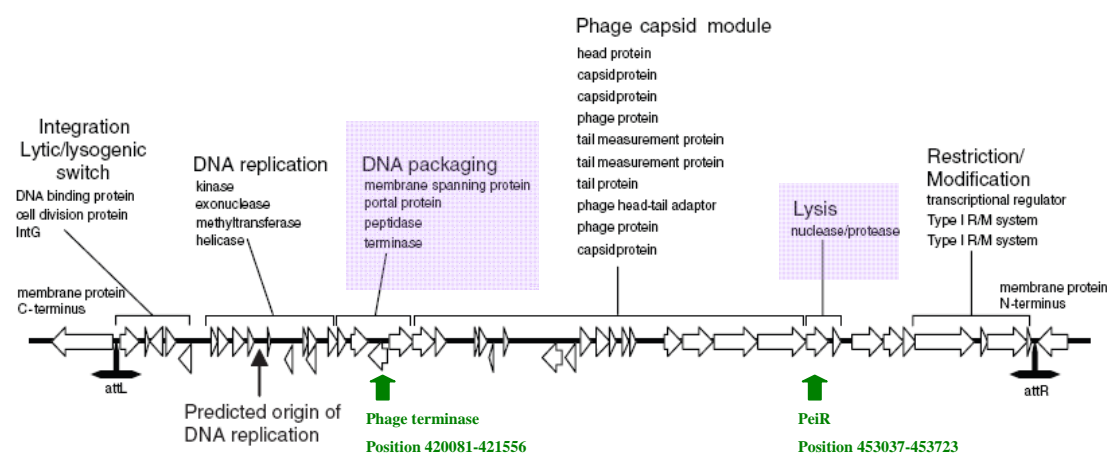 Phage capsid module
head protein
capsidprotein
capsidprotein
phage protein
tail measurement protein
tail measurement protein
tail protein
phage head-tail adaptor
phage protein
capsidprotein
Integration
Lytic/lysogenic
switch
DNA binding protein
cell division protein
IntG
DNA replication
kinase
exonuclease
methyltransferase
helicase
DNA packaging
membrane spanning protein
portal protein
peptidase
terminase
Lysis
nuclease/protease
Restriction/
Modification
transcriptional regulator
Type I R/M system
Type I R/M system
membrane protein
C-terminus
membrane protein
N-terminus
attL
attR
Predicted origin of
DNA replication
Phage terminase
Position 420081-421556
PeiR
Position 453037-453723